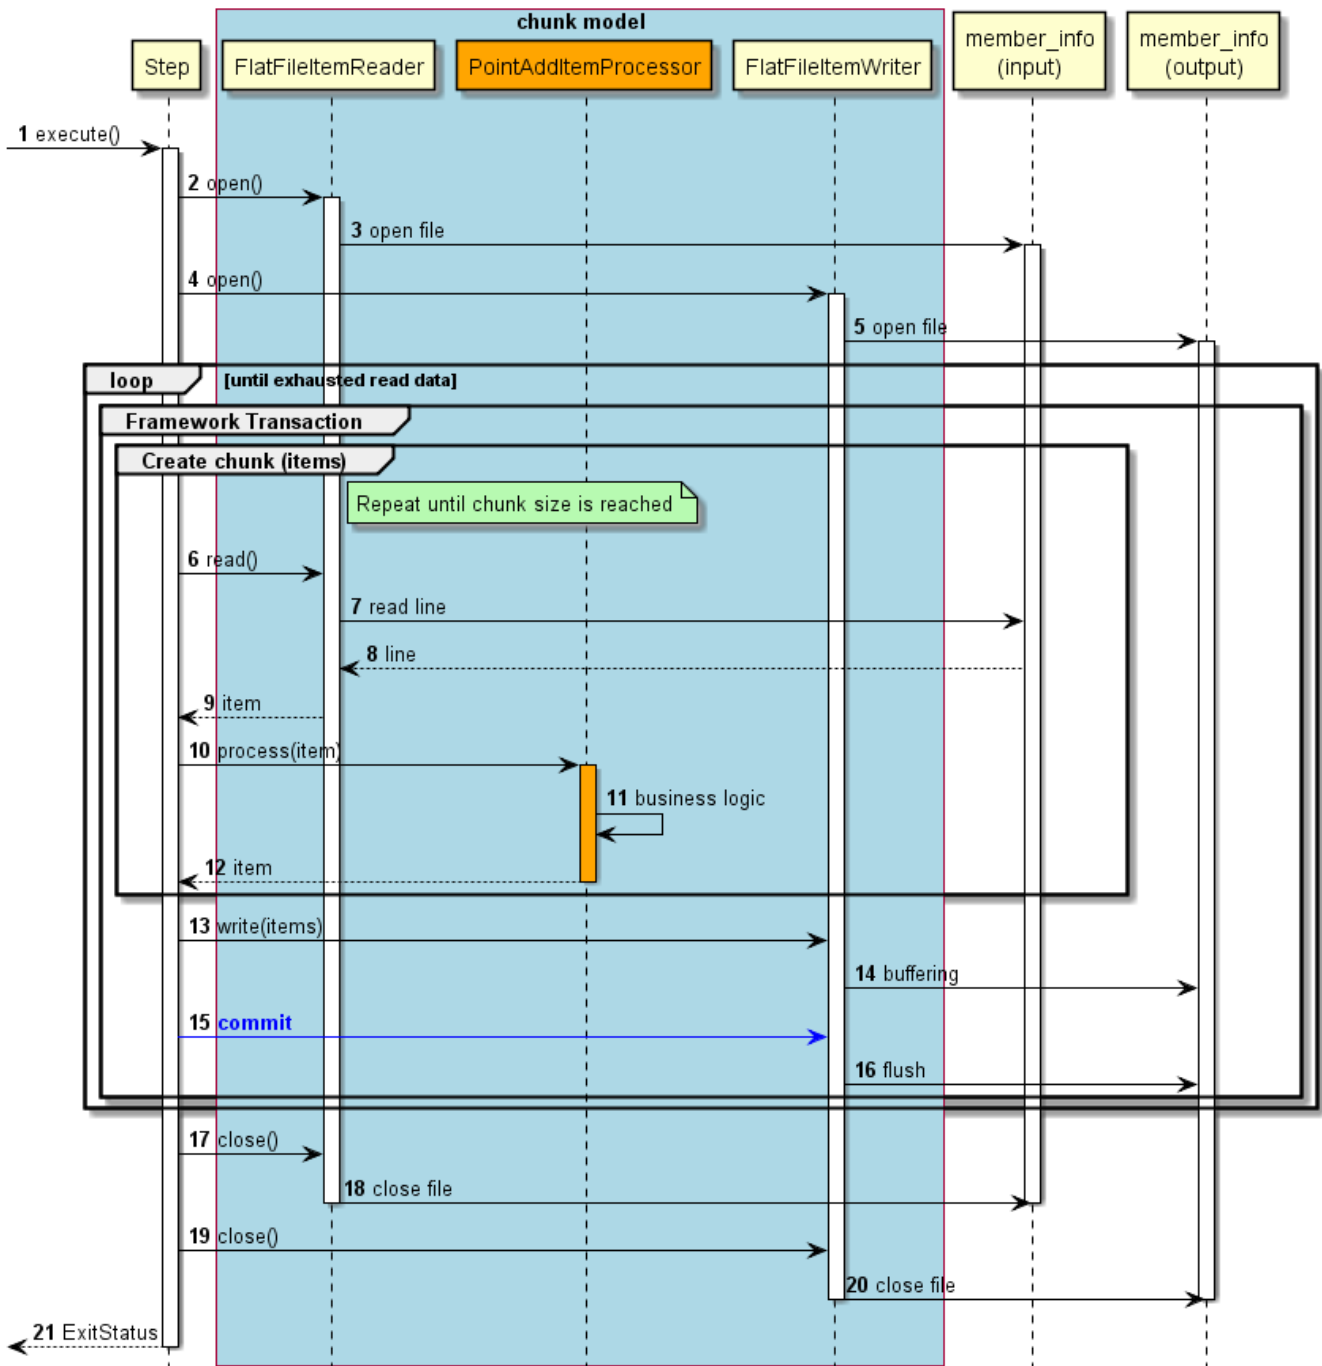 chunk model
Step
FlatFileItemReader
PointAddItemProcessor
FlatFileItemWriter
member_info
(input)
member_info
(output)
1 execute()
2 open()
3 open file
4 open()
5 open file
loop [until exhausted read data]
Framework Transaction
Create chunk (items)
Repeat until chunk size is reached
6 read()
7 read line
8 line
9 item
10 process(item)
11 business logic
12 item
13 write(items)
14 buffering
15 commit
16 flush
17 close()
18 close file
19 close()
20 close file
21 ExitStatus